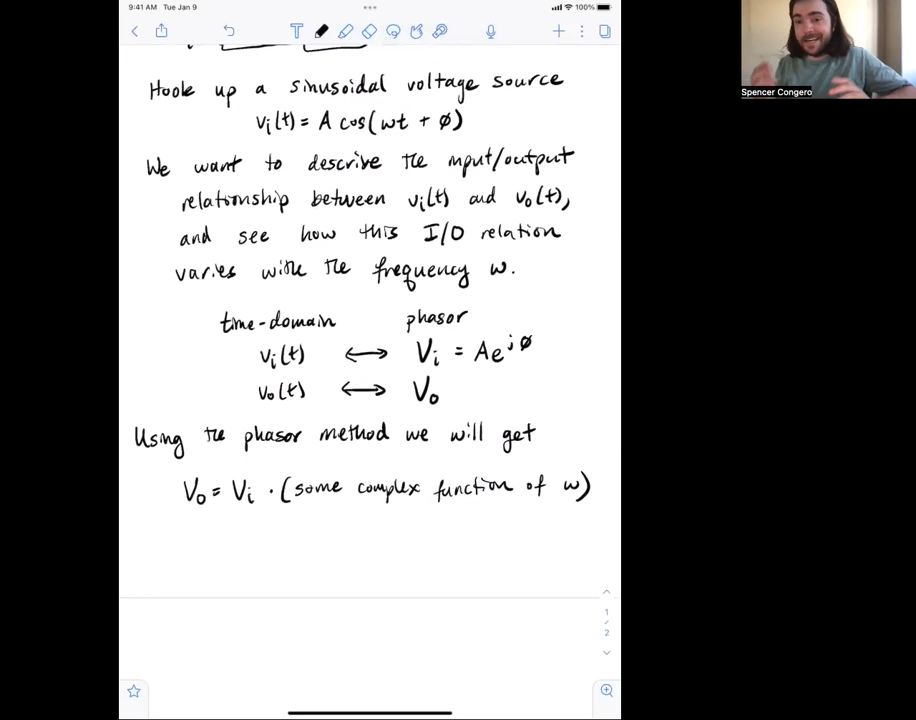 9:41 AM Tue Jan 9
100%
Hook up a sinusoidal voltage source
vᵢ(t) = A cos(ωt + ø)
We want to describe the input/output
relationship between vᵢ(t) and vₒ(t),
and see how this I/O relation
varies with the frequency ω.
time-domain phasor
vᵢ(t) ⟷ Vᵢ = Ae^{jø}
vₒ(t) ⟷ Vₒ
Using the phasor method we will get
Vₒ = Vᵢ · (some complex function of ω)
1
/
2
Spencer Congero